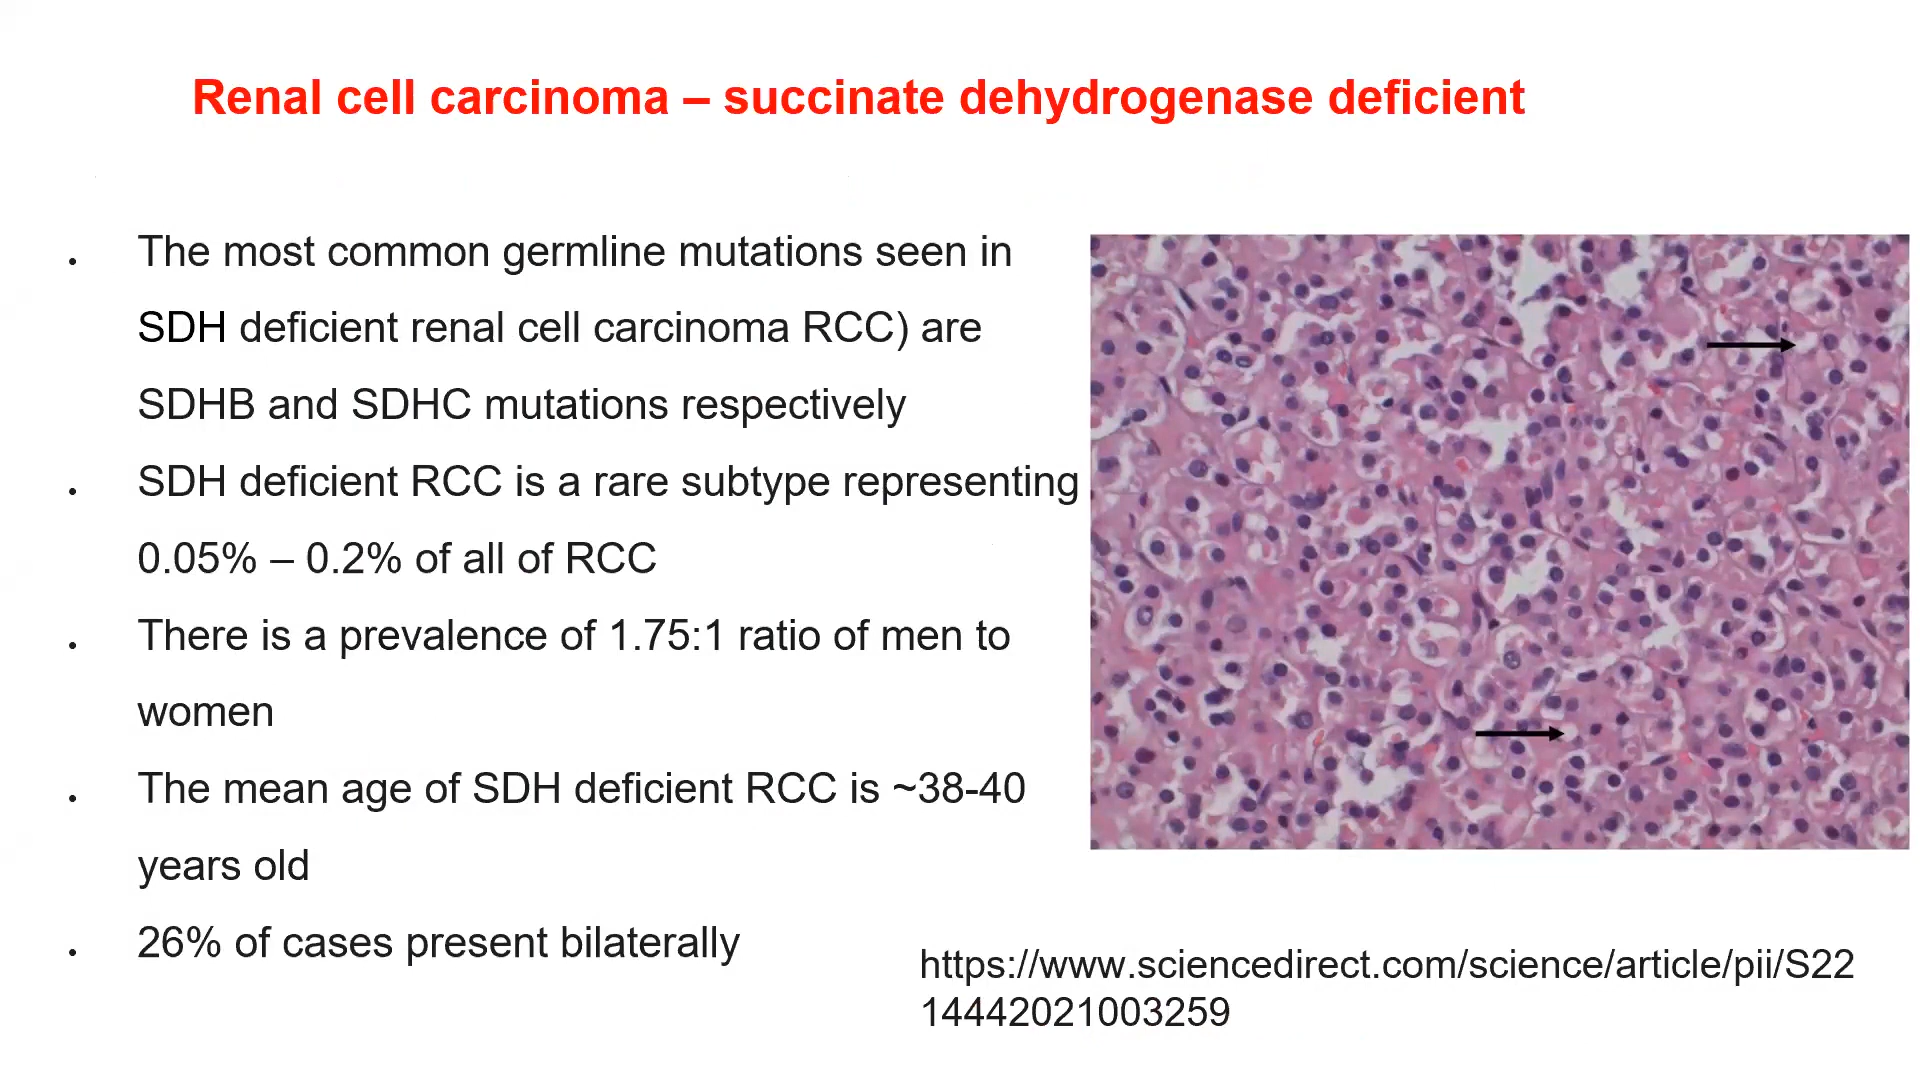 Renal cell carcinoma – succinate dehydrogenase deficient
• The most common germline mutations seen in
SDH deficient renal cell carcinoma RCC) are
SDHB and SDHC mutations respectively
• SDH deficient RCC is a rare subtype representing
0.05% – 0.2% of all of RCC
• There is a prevalence of 1.75:1 ratio of men to
women
• The mean age of SDH deficient RCC is ~38-40
years old
• 26% of cases present bilaterally
https://www.sciencedirect.com/science/article/pii/S22
14442021003259